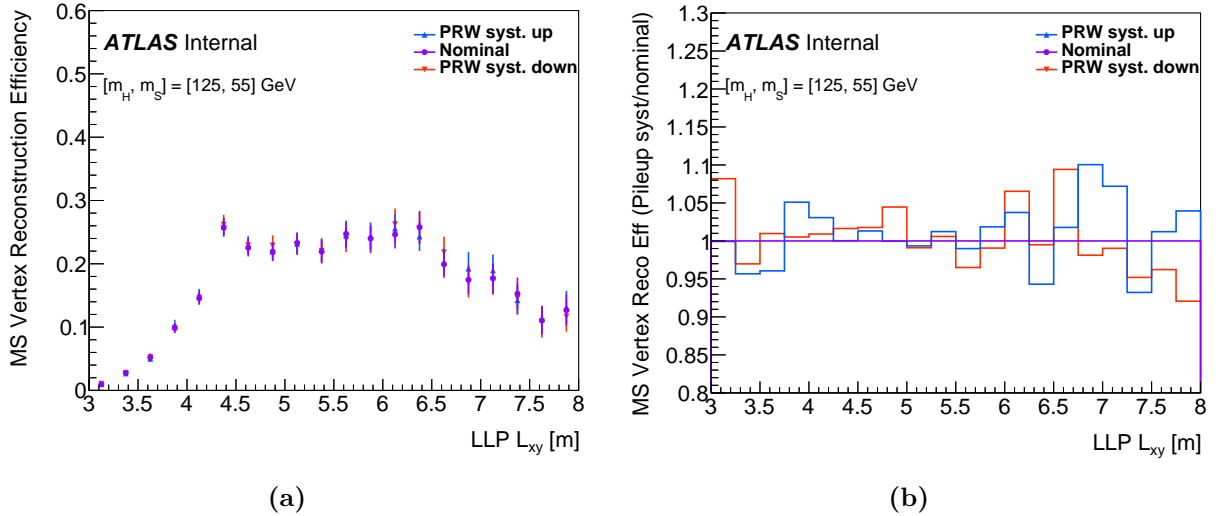 MS Vertex Reconstruction Efficiency
0.6
0.5
0.4
0.3
0.2
0.1
0
ATLAS Internal
[m_H, m_S] = [125, 55] GeV
PRW syst. up
Nominal
PRW syst. down
3 3.5 4 4.5 5 5.5 6 6.5 7 7.5 8
LLP L_xy [m]
(a)
MS Vertex Reco Eff (Pileup syst/nominal)
1.3
1.25
1.2
1.15
1.1
1.05
1
0.95
0.9
0.85
0.8
ATLAS Internal
[m_H, m_S] = [125, 55] GeV
PRW syst. up
Nominal
PRW syst. down
3 3.5 4 4.5 5 5.5 6 6.5 7 7.5 8
LLP L_xy [m]
(b)